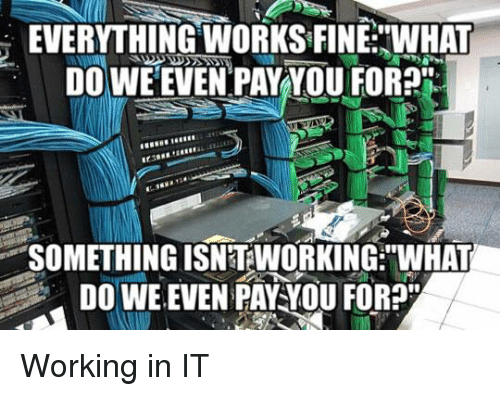 EVERYTHING WORKS FINE:"WHAT
DO WE EVEN PAY YOU FOR?"
SOMETHING ISN'T WORKING:"WHAT
DO WE EVEN PAY YOU FOR?"
Working in IT